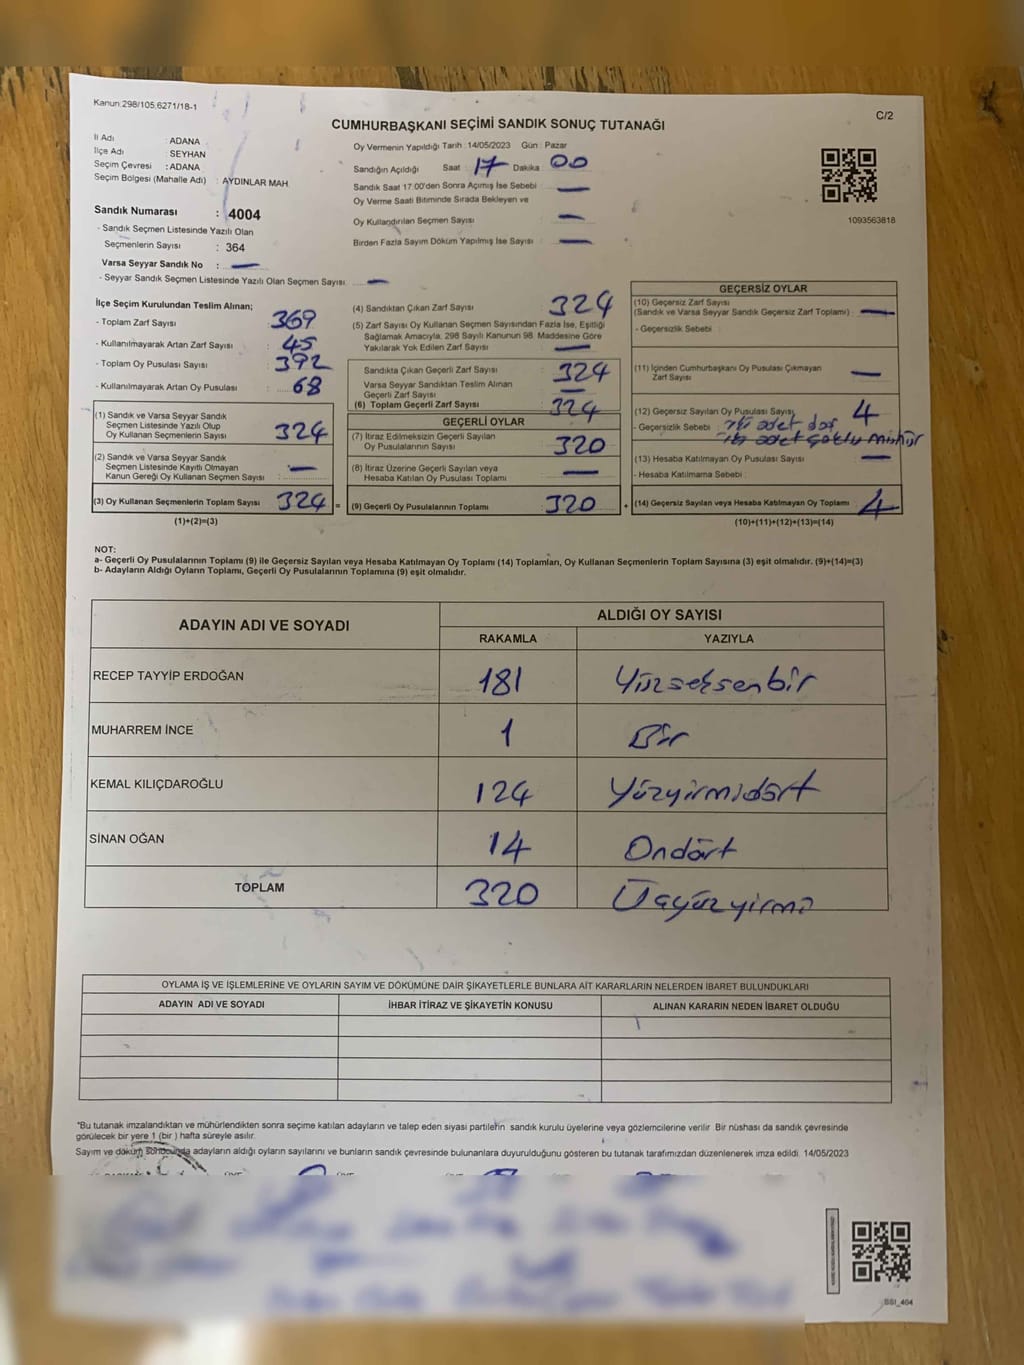 Kanun:298/105,6271/18-1
C/2
CUMHURBAŞKANI SEÇİMİ SANDIK SONUÇ TUTANAĞI
İl Adı : ADANA
İlçe Adı : SEYHAN
Seçim Çevresi : ADANA
Seçim Bölgesi (Mahalle Adı) : AYDINLAR MAH
Sandık Numarası : 4004
- Sandık Seçmen Listesinde Yazılı Olan
Seçmenlerin Sayısı : 364
Varsa Seyyar Sandık No : —
- Seyyar Sandık Seçmen Listesinde Yazılı Olan Seçmen Sayısı —
Oy Vermenin Yapıldığı Tarih :14/05/2023 Gün : Pazar
Sandığın Açıldığı Saat : 17 Dakika : 00
Sandık Saat 17:00'den Sonra Açımış İse Sebebi : —
Oy Verme Saati Bitiminde Sırada Bekleyen ve
Oy Kullandırılan Seçmen Sayısı : —
Birden Fazla Sayım Döküm Yapılmış İse Sayısı : —
1093563818
İlçe Seçim Kurulundan Teslim Alınan;
- Toplam Zarf Sayısı : 369
- Kullanılmayarak Artan Zarf Sayısı : 45
- Toplam Oy Pusulası Sayısı : 392
- Kullanılmayarak Artan Oy Pusulası : 68
(1) Sandık ve Varsa Seyyar Sandık
Seçmen Listesinde Yazılı Olup
Oy Kullanan Seçmenlerin Sayısı : 324
(2) Sandık ve Varsa Seyyar Sandık
Seçmen Listesinde Kayıtlı Olmayan
Kanun Gereği Oy Kullanan Seçmen Sayısı : —
(3) Oy Kullanan Seçmenlerin Toplam Sayısı : 324 =
(1)+(2)=(3)
(4) Sandıktan Çıkan Zarf Sayısı : 324
(5) Zarf Sayısı Oy Kullanan Seçmen Sayısından Fazla İse, Eşitliği
Sağlamak Amacıyla, 298 Sayılı Kanunun 98. Maddesine Göre
Yakılarak Yok Edilen Zarf Sayısı : —
Sandıkta Çıkan Geçerli Zarf Sayısı : 324
Varsa Seyyar Sandıktan Teslim Alınan
Geçerli Zarf Sayısı : —
(6) Toplam Geçerli Zarf Sayısı : 324
GEÇERLİ OYLAR
(7) İtiraz Edilmeksizin Geçerli Sayılan
Oy Pusulalarının Sayısı : 320
(8) İtiraz Üzerine Geçerli Sayılan veya
Hesaba Katılan Oy Pusulası Toplamı : —
(9) Geçerli Oy Pusulalarının Toplamı : 320 +
GEÇERSİZ OYLAR
(10) Geçersiz Zarf Sayısı
(Sandık ve Varsa Seyyar Sandık Geçersiz Zarf Toplamı) : —
- Geçersizlik Sebebi :
(11) İçinden Cumhurbaşkanı Oy Pusulası Çıkmayan
Zarf Sayısı : —
(12) Geçersiz Sayılan Oy Pusulası Sayısı : 4
- Geçersizlik Sebebi : adet
adet çoklu mühür
(13) Hesaba Katılmayan Oy Pusulası Sayısı : —
- Hesaba Katılmama Sebebi :
(14) Geçersiz Sayılan veya Hesaba Katılmayan Oy Toplamı : 4
(10)+(11)+(12)+(13)=(14)
NOT:
a- Geçerli Oy Pusulalarının Toplamı (9) ile Geçersiz Sayılan veya Hesaba Katılmayan Oy Toplamı (14) Toplamları, Oy Kullanan Seçmenlerin Toplam Sayısına (3) eşit olmalıdır. (9)+(14)=(3)
b- Adayların Aldığı Oyların Toplamı, Geçerli Oy Pusulalarının Toplamına (9) eşit olmalıdır.
ADAYIN ADI VE SOYADI
ALDIĞI OY SAYISI
RAKAMLA YAZIYLA
RECEP TAYYİP ERDOĞAN 181 Yüzseksenbir
MUHARREM İNCE 1 Bir
KEMAL KILIÇDAROĞLU 124 Yüzyirmidört
SİNAN OĞAN 14 Ondört
TOPLAM 320 Üçyüzyirmi
OYLAMA İŞ VE İŞLEMLERİNE VE OYLARIN SAYIM VE DÖKÜMÜNE DAİR ŞİKAYETLERLE BUNLARA AİT KARARLARIN NELERDEN İBARET BULUNDUKLARI
ADAYIN ADI VE SOYADI İHBAR İTİRAZ VE ŞİKAYETİN KONUSU ALINAN KARARIN NEDEN İBARET OLDUĞU
*Bu tutanak imzalandıktan ve mühürlendikten sonra seçime katılan adayların ve talep eden siyasi partilerin sandık kurulu üyelerine veya gözlemcilerine verilir. Bir nüshası da sandık çevresinde
görülecek bir yere 1 (bir ) hafta süreyle asılır.
Sayım ve döküm sonucunda adayların aldığı oyların sayılarını ve bunların sandık çevresinde bulunanlara duyurulduğunu gösteren bu tutanak tarafımızdan düzenlenerek imza edildi. 14/05/2023
BSI_404